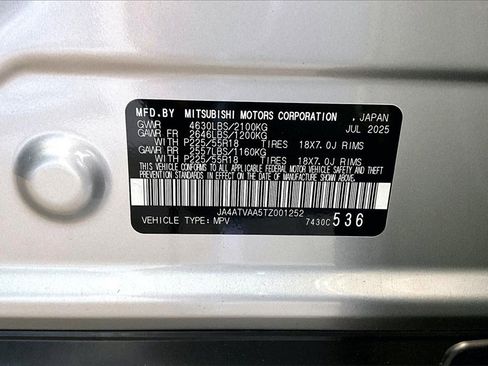 MFD.BY MITSUBISHI MOTORS CORPORATION , JAPAN
GVWR 4630LBS/2100KG JUL 2025
GAWR FR 2646LBS/1200KG
WITH P225/55R18 TIRES 18X7.0J RIMS
GAWR RR 2557LBS/1160KG
WITH P225/55R18 TIRES 18X7.0J RIMS
THIS VEHICLE CONFORMS TO ALL APPLICABLE FEDERAL MOTOR VEHICLE SAFETY, BUMPER AND THEFT
PREVENTION STANDARDS IN EFFECT ON THE DATE OF MANUFACTURE SHOWN ABOVE.
JA4ATVAA5TZ001252
VEHICLE TYPE: MPV 7430C 536